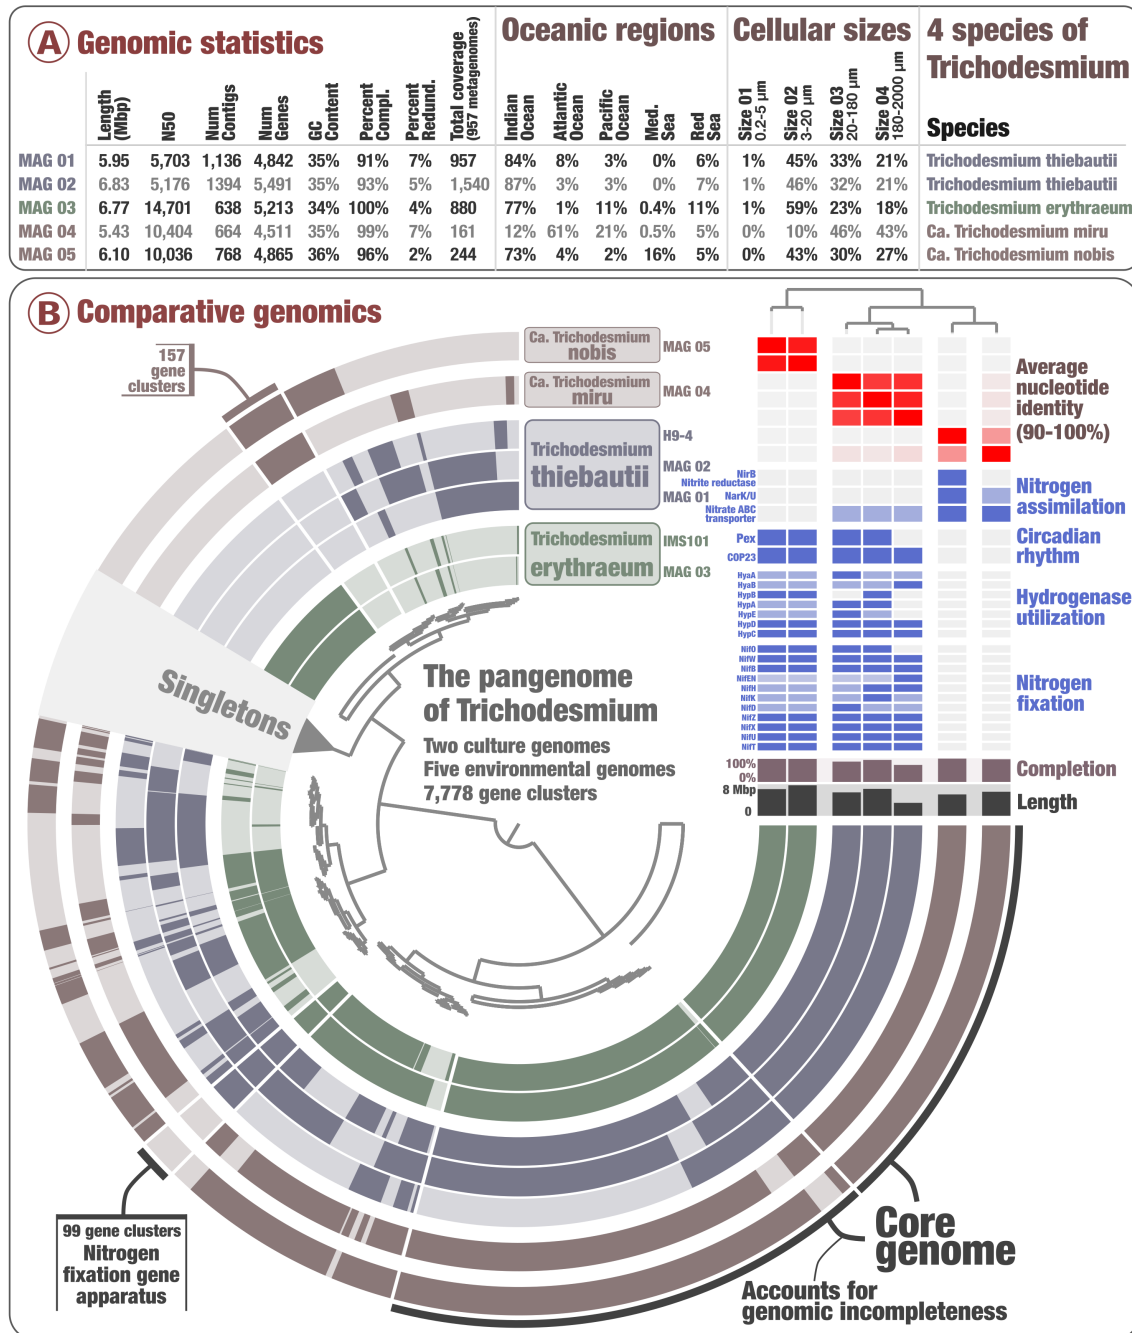 A Genomic statistics
Oceanic regions
Cellular sizes
4 species of
Trichodesmium
Length
(Mbp)
N50
Num
Contigs
Num
Genes
GC
Content
Percent
Compl.
Percent
Redund.
Total coverage
(957 metagenomes)
Indian
Ocean
Atlantic
Ocean
Pacific
Ocean
Med.
Sea
Red
Sea
Size 01
0.2-5 µm
Size 02
3-20 µm
Size 03
20-180 µm
Size 04
180-2000 µm
Species
MAG 01 5.95 5,703 1,136 4,842 35% 91% 7% 957 84% 8% 3% 0% 6% 1% 45% 33% 21% Trichodesmium thiebautii
MAG 02 6.83 5,176 1394 5,491 35% 93% 5% 1,540 87% 3% 3% 0% 7% 1% 46% 32% 21% Trichodesmium thiebautii
MAG 03 6.77 14,701 638 5,213 34% 100% 4% 880 77% 1% 11% 0.4% 11% 1% 59% 23% 18% Trichodesmium erythraeum
MAG 04 5.43 10,404 664 4,511 35% 99% 7% 161 12% 61% 21% 0.5% 5% 0% 10% 46% 43% Ca. Trichodesmium miru
MAG 05 6.10 10,036 768 4,865 36% 96% 2% 244 73% 4% 2% 16% 5% 0% 43% 30% 27% Ca. Trichodesmium nobis
B Comparative genomics
157
gene
clusters
Ca. Trichodesmium
nobis
MAG 05
Ca. Trichodesmium
miru
MAG 04
Trichodesmium
thiebautii
H9-4
MAG 02
MAG 01
Trichodesmium
erythraeum
IMS101
MAG 03
Average
nucleotide
identity
(90-100%)
NirB
Nitrite reductase
NarK/U
Nitrate ABC
transporter
Nitrogen
assimilation
Pex
COP23
Circadian
rhythm
HyaA
HyaB
HypB
HypA
HypE
HypD
HypC
Hydrogenase
utilization
NifO
NifW
NifB
NifEN
NifH
NifK
NifD
NifZ
NifX
NifU
NifT
Nitrogen
fixation
100%
0%
Completion
8 Mbp
0
Length
Singletons
The pangenome
of Trichodesmium
Two culture genomes
Five environmental genomes
7,778 gene clusters
99 gene clusters
Nitrogen
fixation gene
apparatus
Core
genome
Accounts for
genomic incompleteness